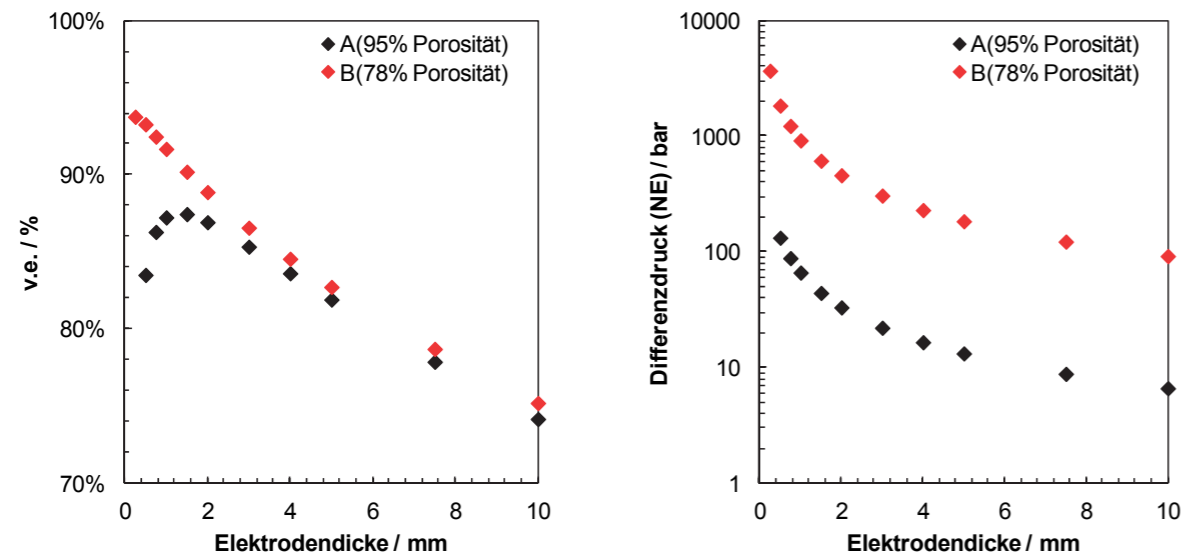 100%
90%
80%
70%
v.e. / %
A(95% Porosität)
B(78% Porosität)
0 2 4 6 8 10
Elektrodendicke / mm
10000
1000
100
10
1
Differenzdruck (NE) / bar
A(95% Porosität)
B(78% Porosität)
0 2 4 6 8 10
Elektrodendicke / mm